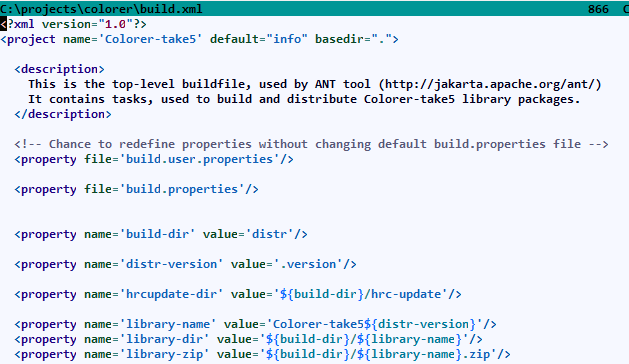 C:\projects\colorer\build.xml 866 C
<?xml version="1.0"?>
<project name='Colorer-take5' default="info" basedir=".">
<description>
This is the top-level buildfile, used by ANT tool (http://jakarta.apache.org/ant/)
It contains tasks, used to build and distribute Colorer-take5 library packages.
</description>
<!-- Chance to redefine properties without changing default build.properties file -->
<property file='build.user.properties'/>
<property file='build.properties'/>
<property name='build-dir' value='distr'/>
<property name='distr-version' value='.version'/>
<property name='hrcupdate-dir' value='${build-dir}/hrc-update'/>
<property name='library-name' value='Colorer-take5${distr-version}'/>
<property name='library-dir' value='${build-dir}/${library-name}'/>
<property name='library-zip' value='${build-dir}/${library-name}.zip'/>